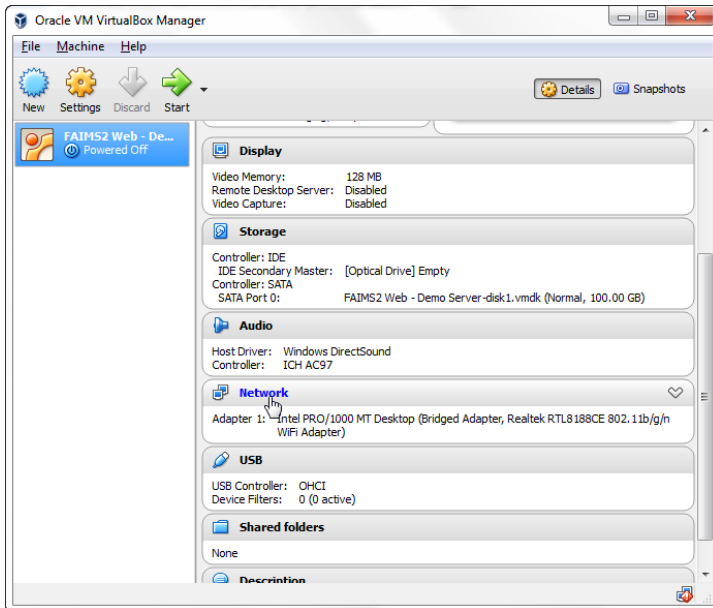 Oracle VM VirtualBox Manager
File Machine Help
New Settings Discard Start
Details Snapshots
FAIMS2 Web - De...
Powered Off
Display
Video Memory: 128 MB
Remote Desktop Server: Disabled
Video Capture: Disabled
Storage
Controller: IDE
IDE Secondary Master: [Optical Drive] Empty
Controller: SATA
SATA Port 0: FAIMS2 Web - Demo Server-disk1.vmdk (Normal, 100.00 GB)
Audio
Host Driver: Windows DirectSound
Controller: ICH AC97
Network
Adapter 1: Intel PRO/1000 MT Desktop (Bridged Adapter, Realtek RTL8188CE 802.11b/g/n
WiFi Adapter)
USB
USB Controller: OHCI
Device Filters: 0 (0 active)
Shared folders
None
Description